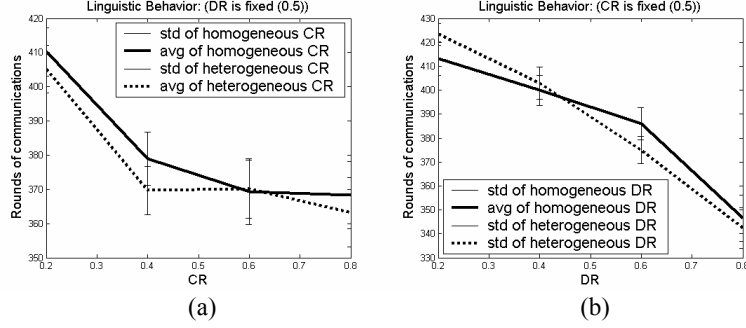 Linguistic Behavior: (DR is fixed (0.5))
Rounds of communications
420
410
400
390
380
370
360
350
std of homogeneous CR
avg of homogeneous CR
std of heterogeneous CR
avg of heterogeneous CR
0.2 0.3 0.4 0.5 0.6 0.7 0.8
CR
(a)
Linguistic Behavior: (CR is fixed (0.5))
Rounds of communications
430
420
410
400
390
380
370
360
350
340
330
std of homogeneous DR
avg of homogeneous DR
std of heterogeneous DR
std of heterogeneous DR
0.2 0.3 0.4 0.5 0.6 0.7 0.8
DR
(b)